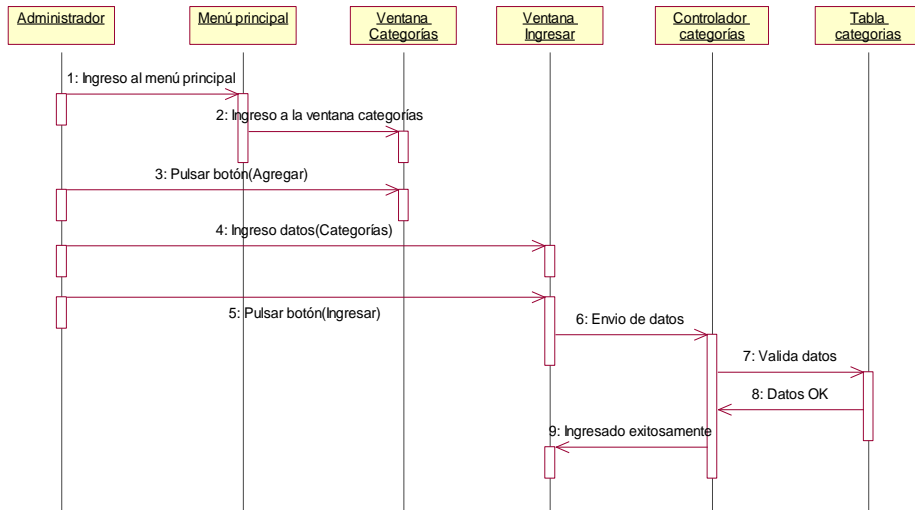 Administrador
Menú principal
Ventana
Categorías
Ventana
Ingresar
Controlador
categorías
Tabla
categorias
1: Ingreso al menú principal
2: Ingreso a la ventana categorías
3: Pulsar botón(Agregar)
4: Ingreso datos(Categorías)
5: Pulsar botón(Ingresar)
6: Envio de datos
7: Valida datos
8: Datos OK
9: Ingresado exitosamente